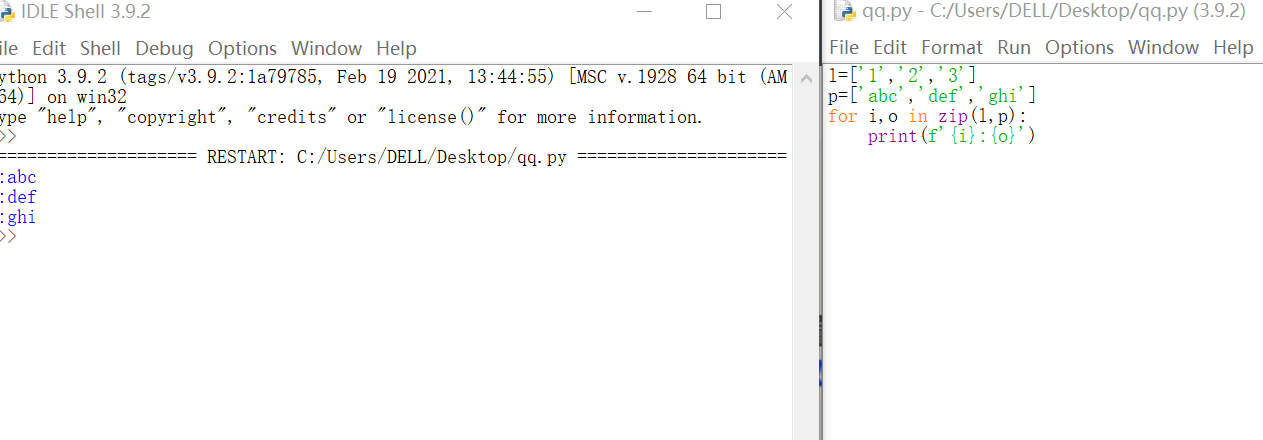 IDLE Shell 3.9.2
ile Edit Shell Debug Options Window Help
ython 3.9.2 (tags/v3.9.2:1a79785, Feb 19 2021, 13:44:55) [MSC v.1928 64 bit (AM
64)] on win32
ype "help", "copyright", "credits" or "license()" for more information.
>>
==================== RESTART: C:/Users/DELL/Desktop/qq.py =====================
:abc
:def
:ghi
>>
qq.py - C:/Users/DELL/Desktop/qq.py (3.9.2)
File Edit Format Run Options Window Help
l=['1','2','3']
p=['abc','def','ghi']
for i,o in zip(l,p):
    print(f'{i}:{o}')